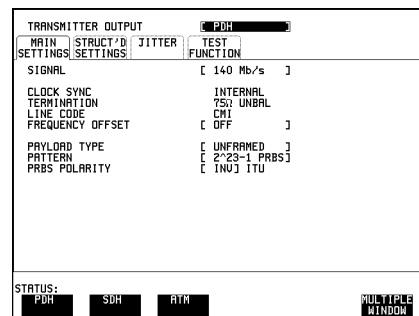 TRANSMITTER OUTPUT [ PDH ]
MAIN SETTINGS STRUCT'D SETTINGS JITTER TEST FUNCTION
SIGNAL [ 140 Mb/s ]
CLOCK SYNC INTERNAL
TERMINATION 75Ω UNBAL
LINE CODE CMI
FREQUENCY OFFSET [ OFF ]
PAYLOAD TYPE [ UNFRAMED ]
PATTERN [ 2^23-1 PRBS]
PRBS POLARITY [ INV] ITU
STATUS:
PDH SDH ATM MULTIPLE WINDOW